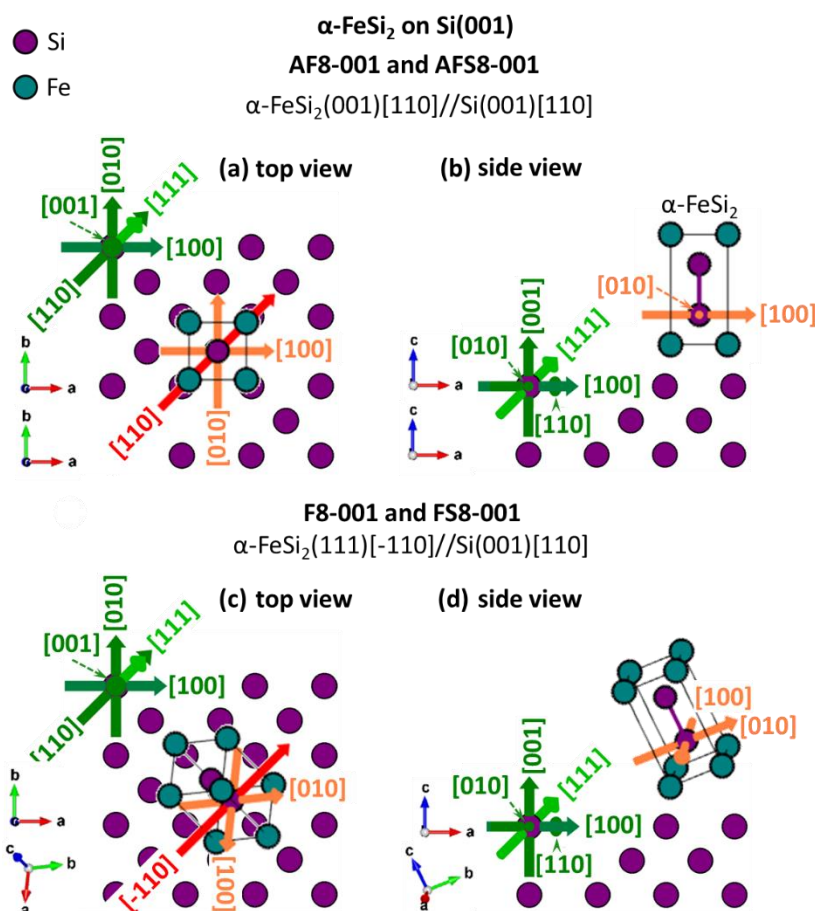 α-FeSi₂ on Si(001)
Si
AF8-001 and AFS8-001
Fe
α-FeSi₂(001)[110]//Si(001)[110]
(a) top view
(b) side view
[010]
[111]
[001]
[100]
[110]
[100]
[110]
[010]
b
a
b
a
α-FeSi₂
[010]
[100]
[001]
[111]
[010]
[100]
[110]
c
a
c
a
F8-001 and FS8-001
α-FeSi₂(111)[-110]//Si(001)[110]
(c) top view
(d) side view
[010]
[111]
[001]
[100]
[110]
[010]
[100]
[-110]
b
a
c
b
a
[100]
[010]
[001]
[111]
[010]
[100]
[110]
c
a
c
b
a